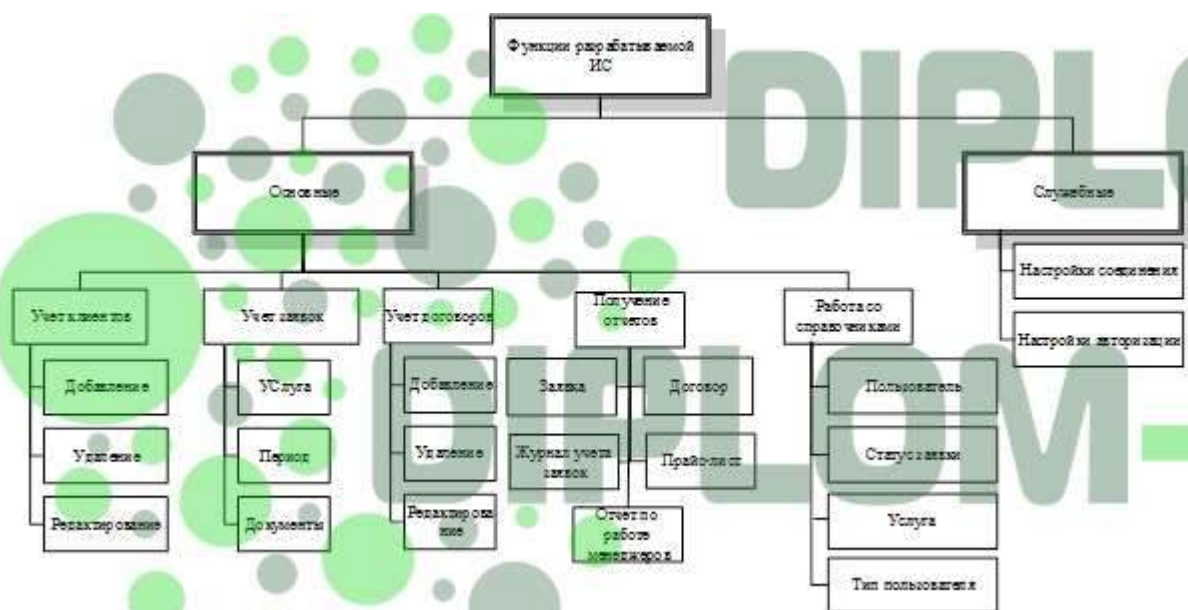 Функции разрабатываемой
ИС
DIPLO
Основные
Служебные
Настройки соединения
Настройки авторизации
Учет клиентов
Учет заявок
Учет договоров
Получение
отчетов
Работа со
справочниками
Добавление
Удаление
Редактирование
УСлуга
Период
Документы
Добавление
Удаление
Редактирова
ние
Заявка
Договор
Журнал учета
заявок
Прайс-лист
Отчет по
работе
менеджеров
Пользователь
Статус заявки
Услуга
Тип пользователя
DIPLOM-